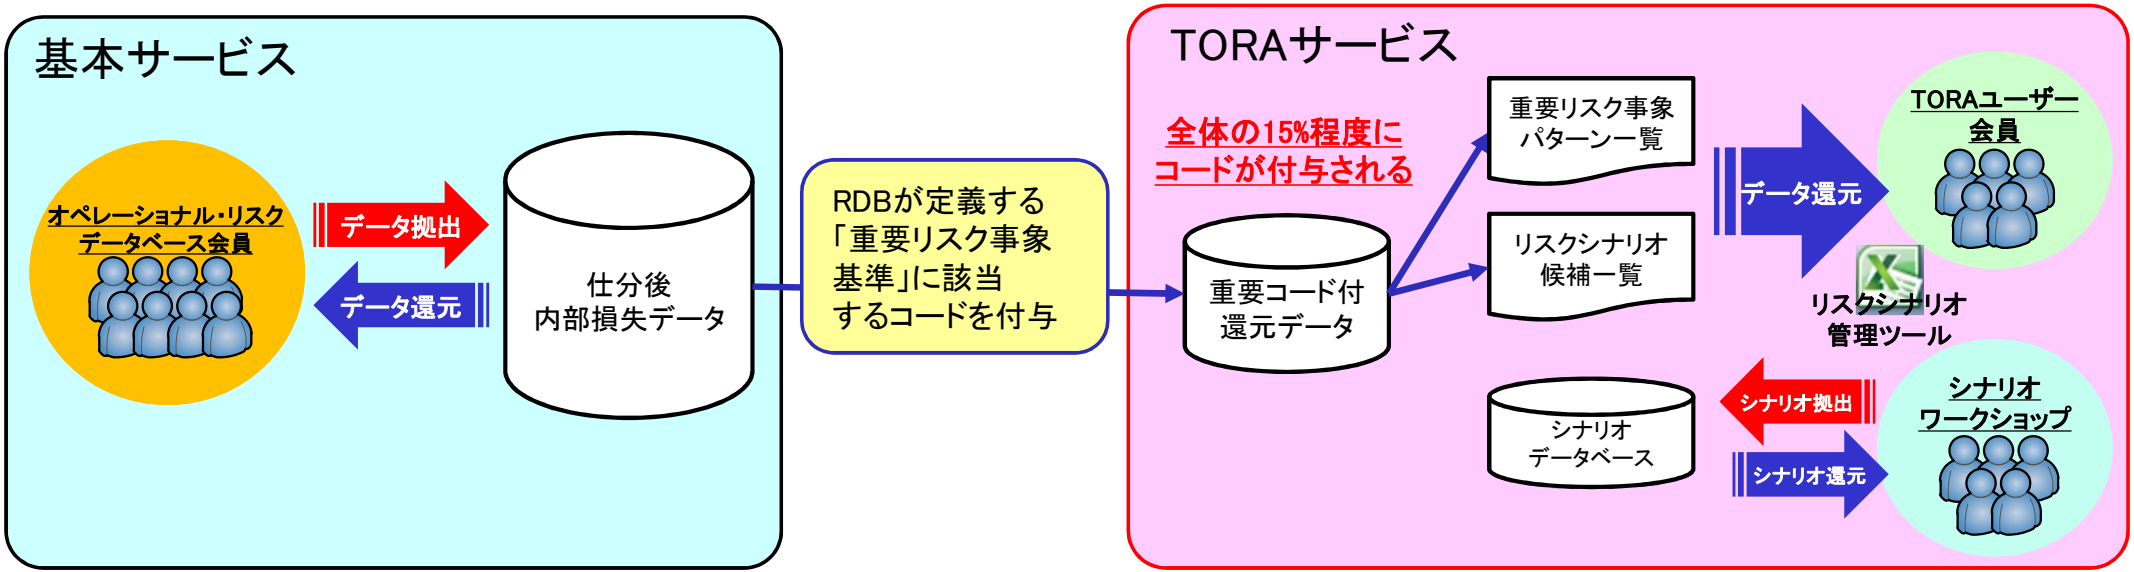 基本サービス
オペレーショナル・リスク
データベース会員
データ拠出
データ還元
仕分後
内部損失データ
RDBが定義する
「重要リスク事象
基準」に該当
するコードを付与
TORAサービス
全体の15%程度に
コードが付与される
重要コード付
還元データ
重要リスク事象
パターン一覧
リスクシナリオ
候補一覧
シナリオ
データベース
データ還元
TORAユーザー
会員
リスクシナリオ
管理ツール
シナリオ拠出
シナリオ還元
シナリオ
ワークショップ